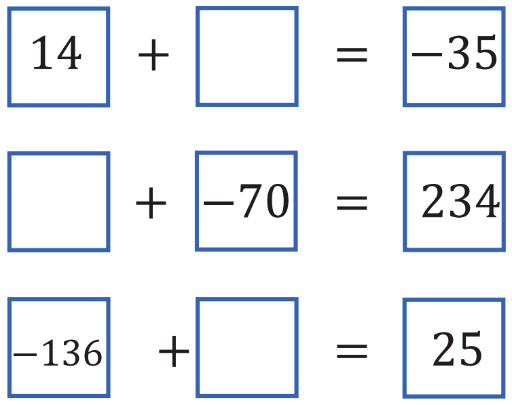 14 + = −35
+ −70 = 234
−136 + = 25